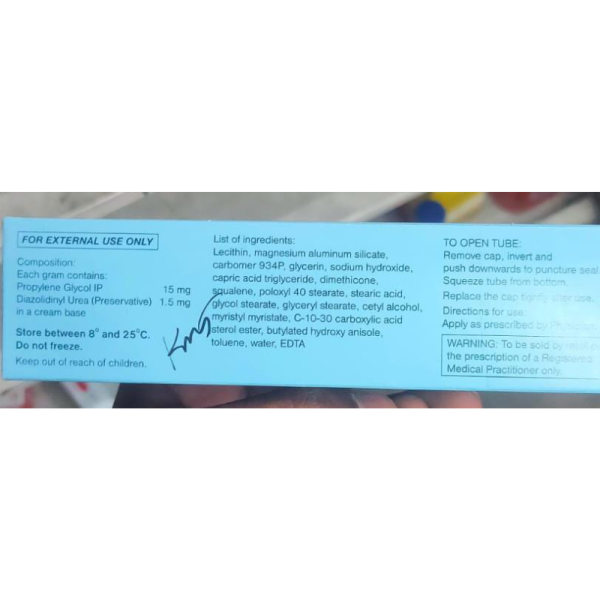 FOR EXTERNAL USE ONLY
Composition:
Each gram contains:
Propylene Glycol IP 15 mg
Diazolidinyl Urea (Preservative) 1.5 mg
in a cream base
Store between 8° and 25°C.
Do not freeze.
Keep out of reach of children.
List of ingredients:
Lecithin, magnesium aluminum silicate,
carbomer 934P, glycerin, sodium hydroxide,
capric acid triglyceride, dimethicone,
squalene, poloxyl 40 stearate, stearic acid,
glycol stearate, glyceryl stearate, cetyl alcohol,
myristyl myristate, C-10-30 carboxylic acid
sterol ester, butylated hydroxy anisole,
toluene, water, EDTA
TO OPEN TUBE:
Remove cap, invert and
push downwards to puncture seal
Squeeze tube from bottom.
Replace the cap tightly after use.
Directions for use:
Apply as prescribed by
WARNING: To be sold by
the prescription of a Registered
Medical Practitioner only.